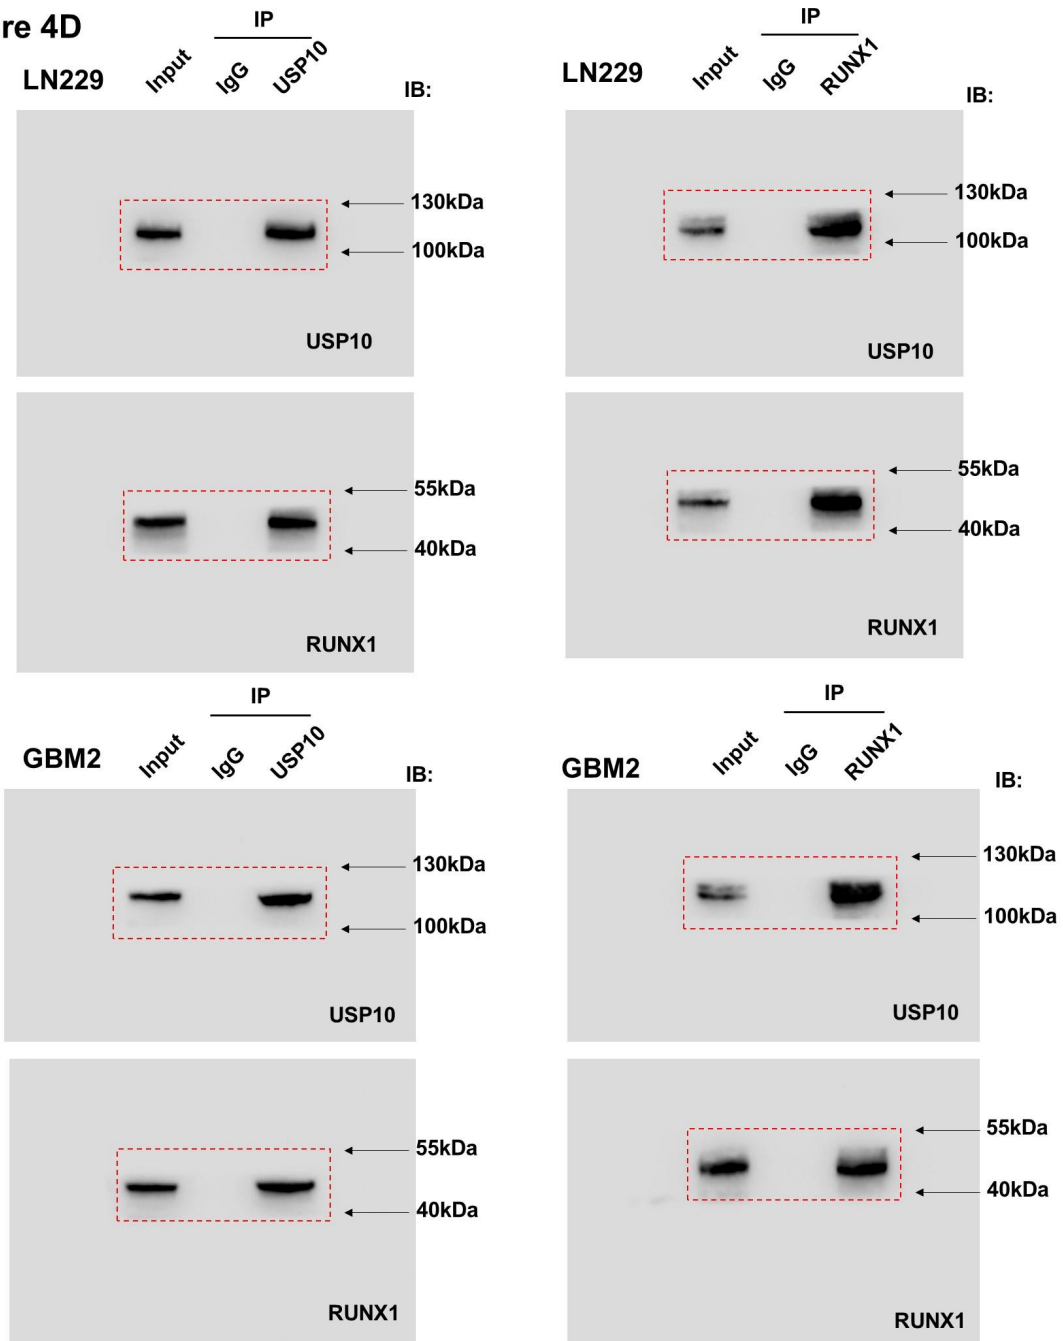 re 4D
IP
LN229
Input
IgG
USP10
IB:
130kDa
100kDa
USP10
55kDa
40kDa
RUNX1
IP
LN229
Input
IgG
RUNX1
IB:
130kDa
100kDa
USP10
55kDa
40kDa
RUNX1
IP
GBM2
Input
IgG
USP10
IB:
130kDa
100kDa
USP10
55kDa
40kDa
RUNX1
IP
GBM2
Input
IgG
RUNX1
IB:
130kDa
100kDa
USP10
55kDa
40kDa
RUNX1